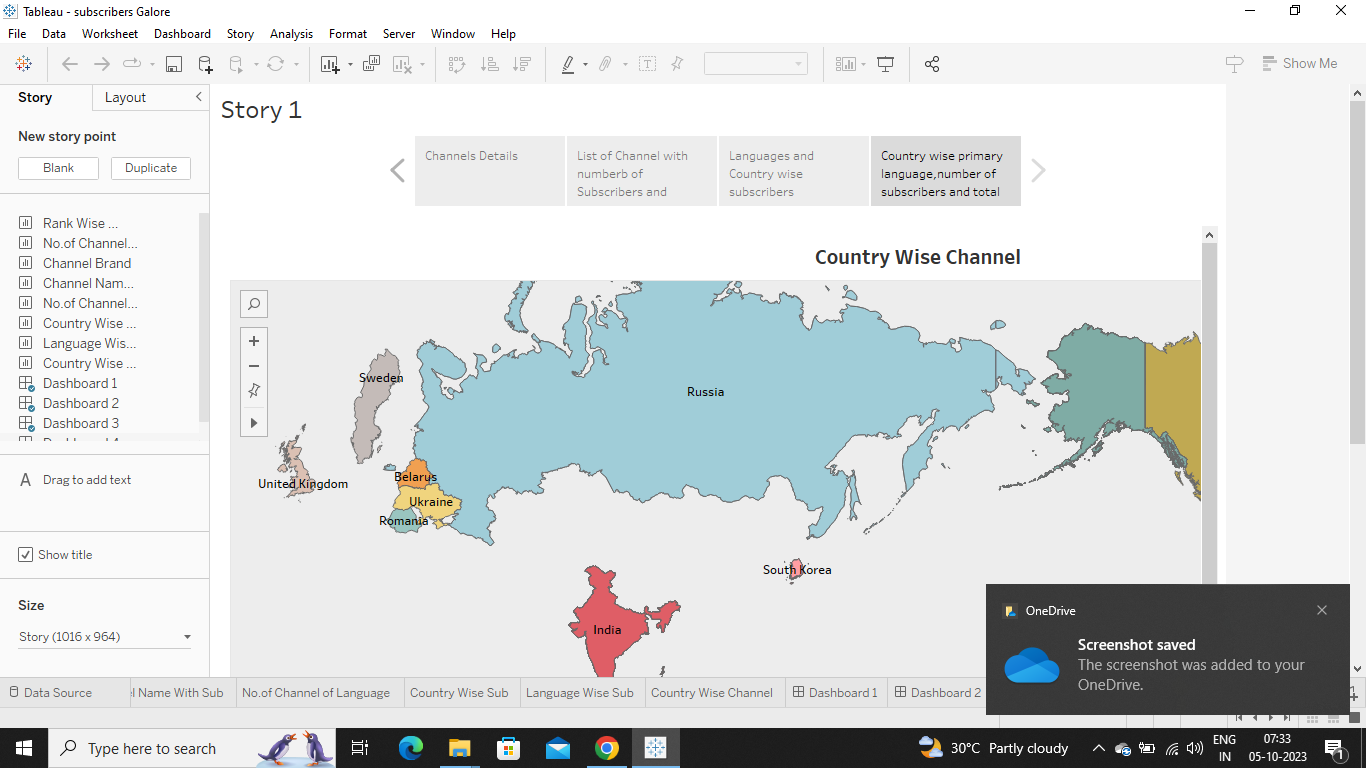 Tableau - subscribers Galore
File Data Worksheet Dashboard Story Analysis Format Server Window Help
Show Me
Story Layout
New story point
Blank Duplicate
Rank Wise ...
No.of Channel...
Channel Brand
Channel Nam...
No.of Channel...
Country Wise ...
Language Wis...
Country Wise ...
Dashboard 1
Dashboard 2
Dashboard 3
A Drag to add text
Show title
Size
Story (1016 x 964)
Story 1
Channels Details
List of Channel with
numberb of
Subscribers and
Languages and
Country wise
subscribers
Country wise primary
language,number of
subscribers and total
Country Wise Channel
Sweden
Russia
United Kingdom
Belarus
Ukraine
Romania
South Korea
India
OneDrive
Screenshot saved
The screenshot was added to your
OneDrive.
Data Source
el Name With Sub
No.of Channel of Language
Country Wise Sub
Language Wise Sub
Country Wise Channel
Dashboard 1
Dashboard 2
Type here to search
30°C Partly cloudy
ENG
IN
07:33
05-10-2023
1